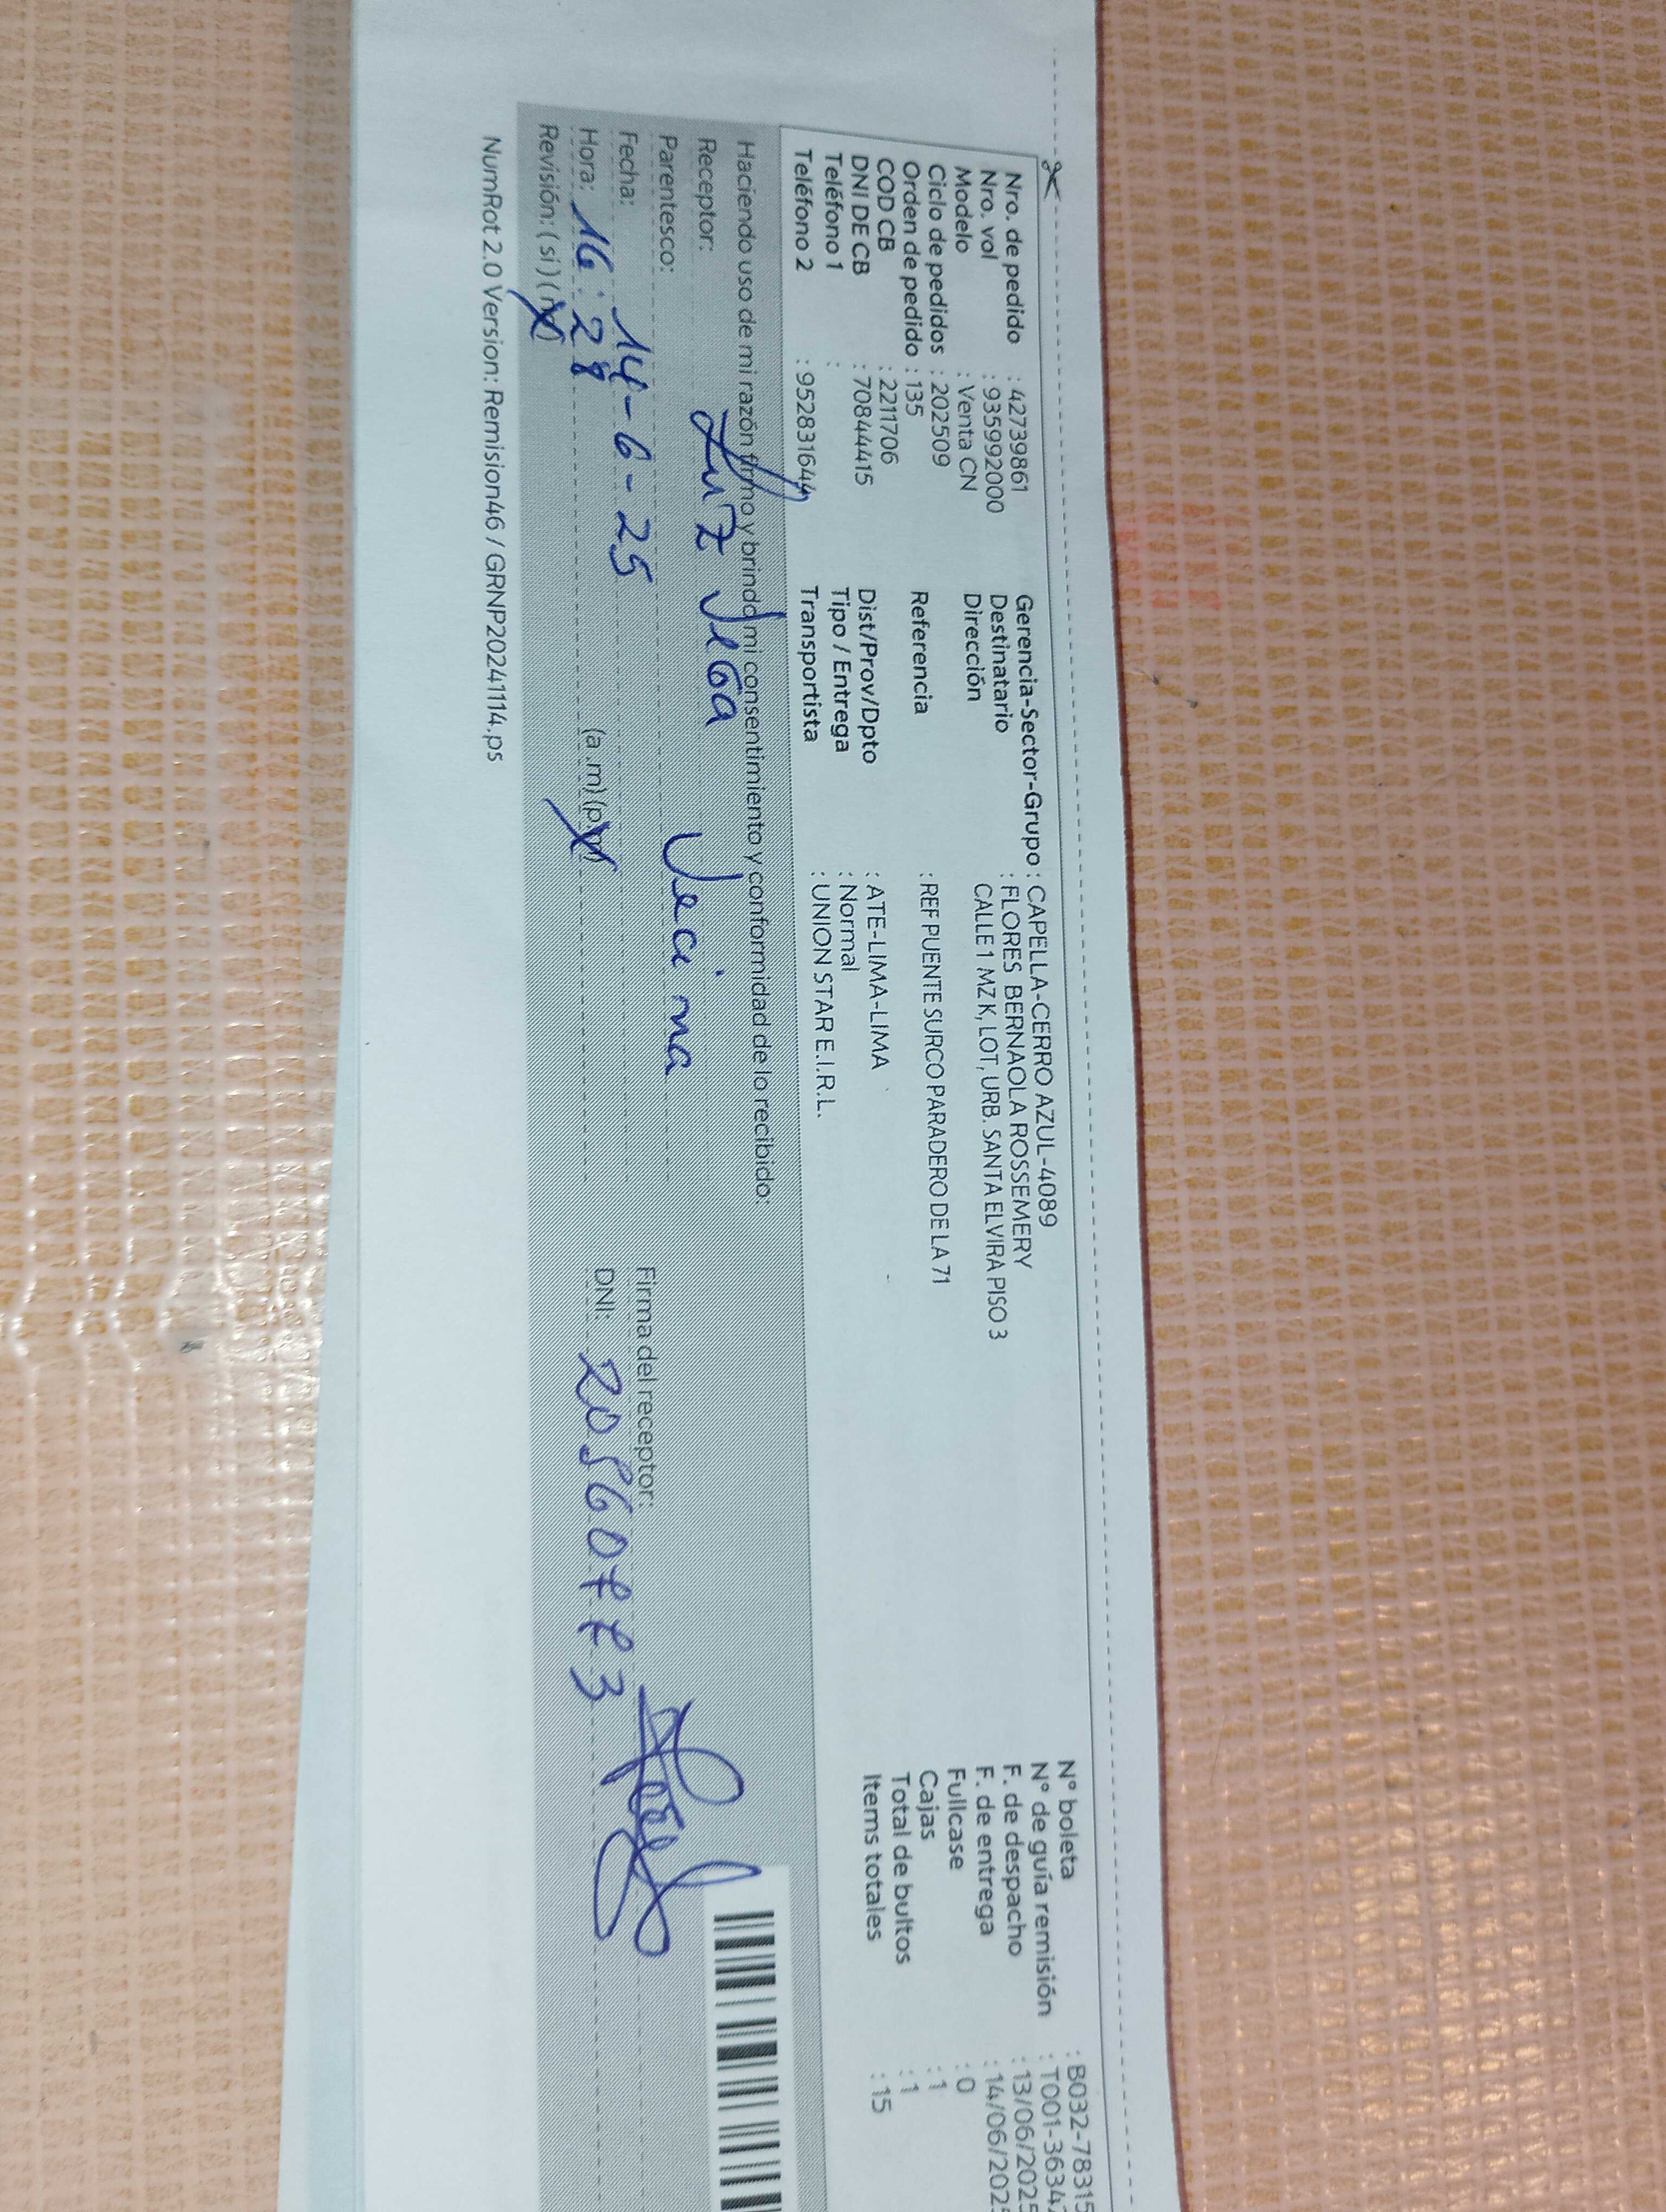 Nro. de pedido : 42739861
Nro. vol : 935992000
Modelo : Venta CN
Ciclo de pedidos : 202509
Orden de pedido : 135
COD CB : 2211706
DNI DE CB : 70844415
Teléfono 1 :
Teléfono 2 : 952831644
Gerencia-Sector-Grupo : CAPELLA-CERRO AZUL-4089
Destinatario : FLORES BERNAOLA ROSSEMERY
Dirección CALLE 1 MZ K, LOT, URB. SANTA ELVIRA PISO 3
Referencia : REF PUENTE SURCO PARADERO DE LA 71
Dist/Prov/Dpto : ATE-LIMA-LIMA
Tipo / Entrega : Normal
Transportista : UNION STAR E.I.R.L.
N° boleta : B032-78315
N° de guía remisión : T001-3634
F. de despacho : 13/06/2025
F. de entrega : 14/06/202
Fullcase : 0
Cajas : 1
Total de bultos : 1
Items totales : 15
Haciendo uso de mi razón firmo y brindo mi consentimiento y conformidad de lo recibido:
Receptor: Luz Vega
Parentesco: Vecina
Fecha: 14-6-25
Hora: 16:28 (a.m) (p.m)
Revisión: (si) (no)
Firma del receptor:
DNI:
NumRot 2.0 Version: Remision46 / GRNP20241114.ps